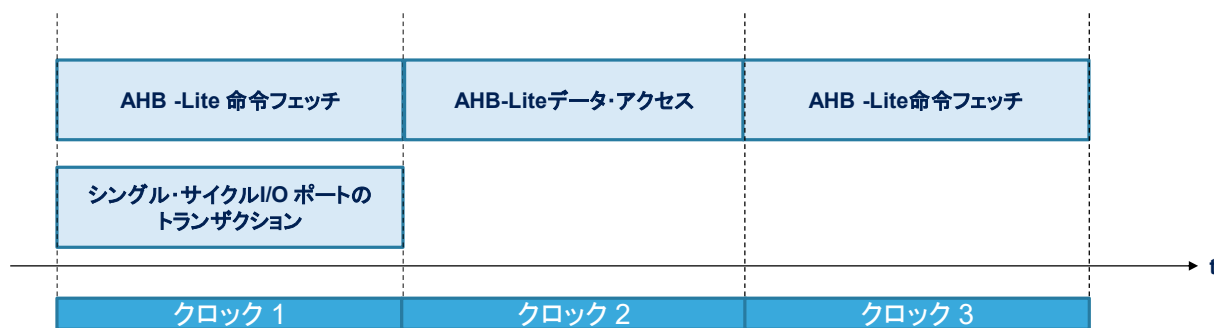 AHB -Lite 命令フェッチ
AHB-Liteデータ・アクセス
AHB -Lite命令フェッチ
シングル・サイクルI/O ポートの
トランザクション
t
クロック 1
クロック 2
クロック 3